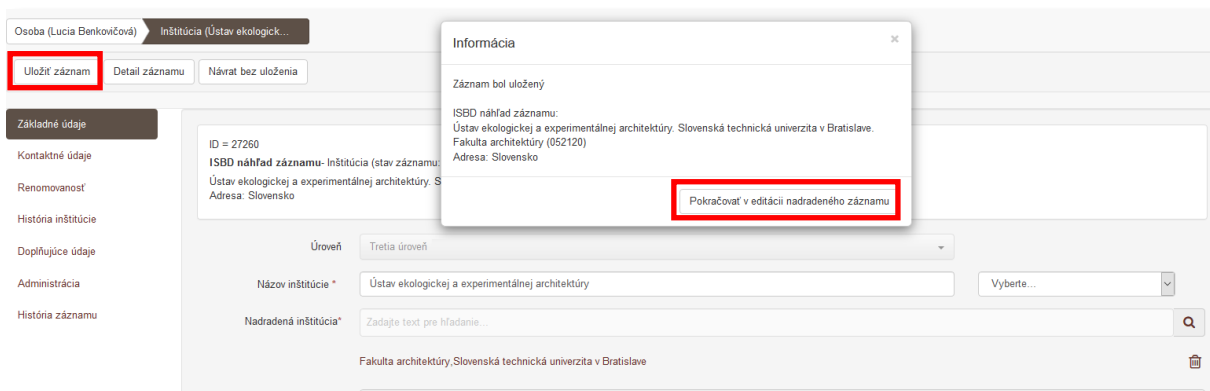 Osoba (Lucia Benkovičová)
Inštitúcia (Ústav ekologick...
Uložiť záznam
Detail záznamu
Návrat bez uloženia
Informácia
×
Záznam bol uložený
ISBD náhľad záznamu:
Ústav ekologickej a experimentálnej architektúry. Slovenská technická univerzita v Bratislave.
Fakulta architektúry (052120)
Adresa: Slovensko
Pokračovať v editácii nadradeného záznamu
Základné údaje
Kontaktné údaje
Renomovanosť
História inštitúcie
Doplňujúce údaje
Administrácia
História záznamu
ID = 27260
ISBD náhľad záznamu- Inštitúcia (stav záznamu:
Ústav ekologickej a experimentálnej architektúry. S
Adresa: Slovensko
Úroveň
Tretia úroveň
Názov inštitúcie *
Ústav ekologickej a experimentálnej architektúry
Vyberte...
Nadradená inštitúcia*
Zadajte text pre hľadanie...
Fakulta architektúry,Slovenská technická univerzita v Bratislave